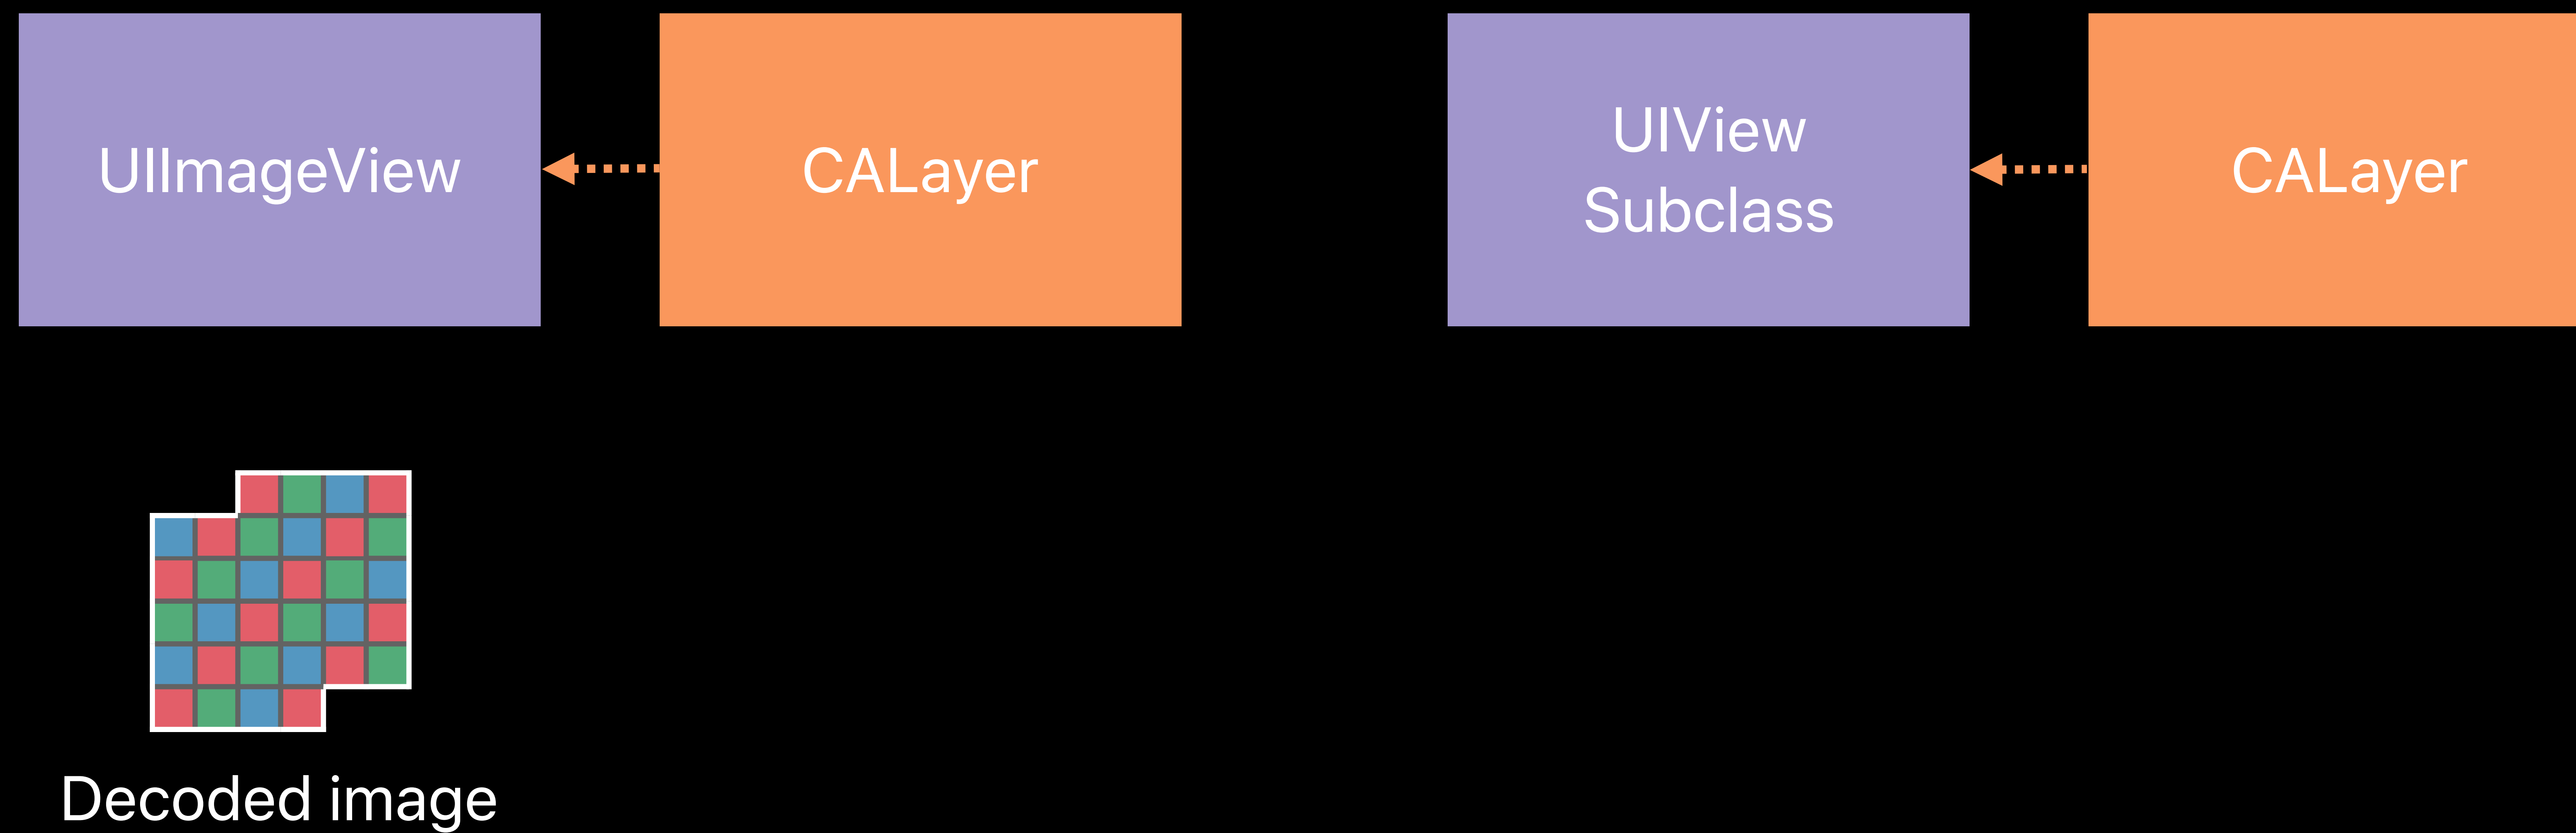 UIImageView
CALayer
UIView
Subclass
CALayer
Decoded image